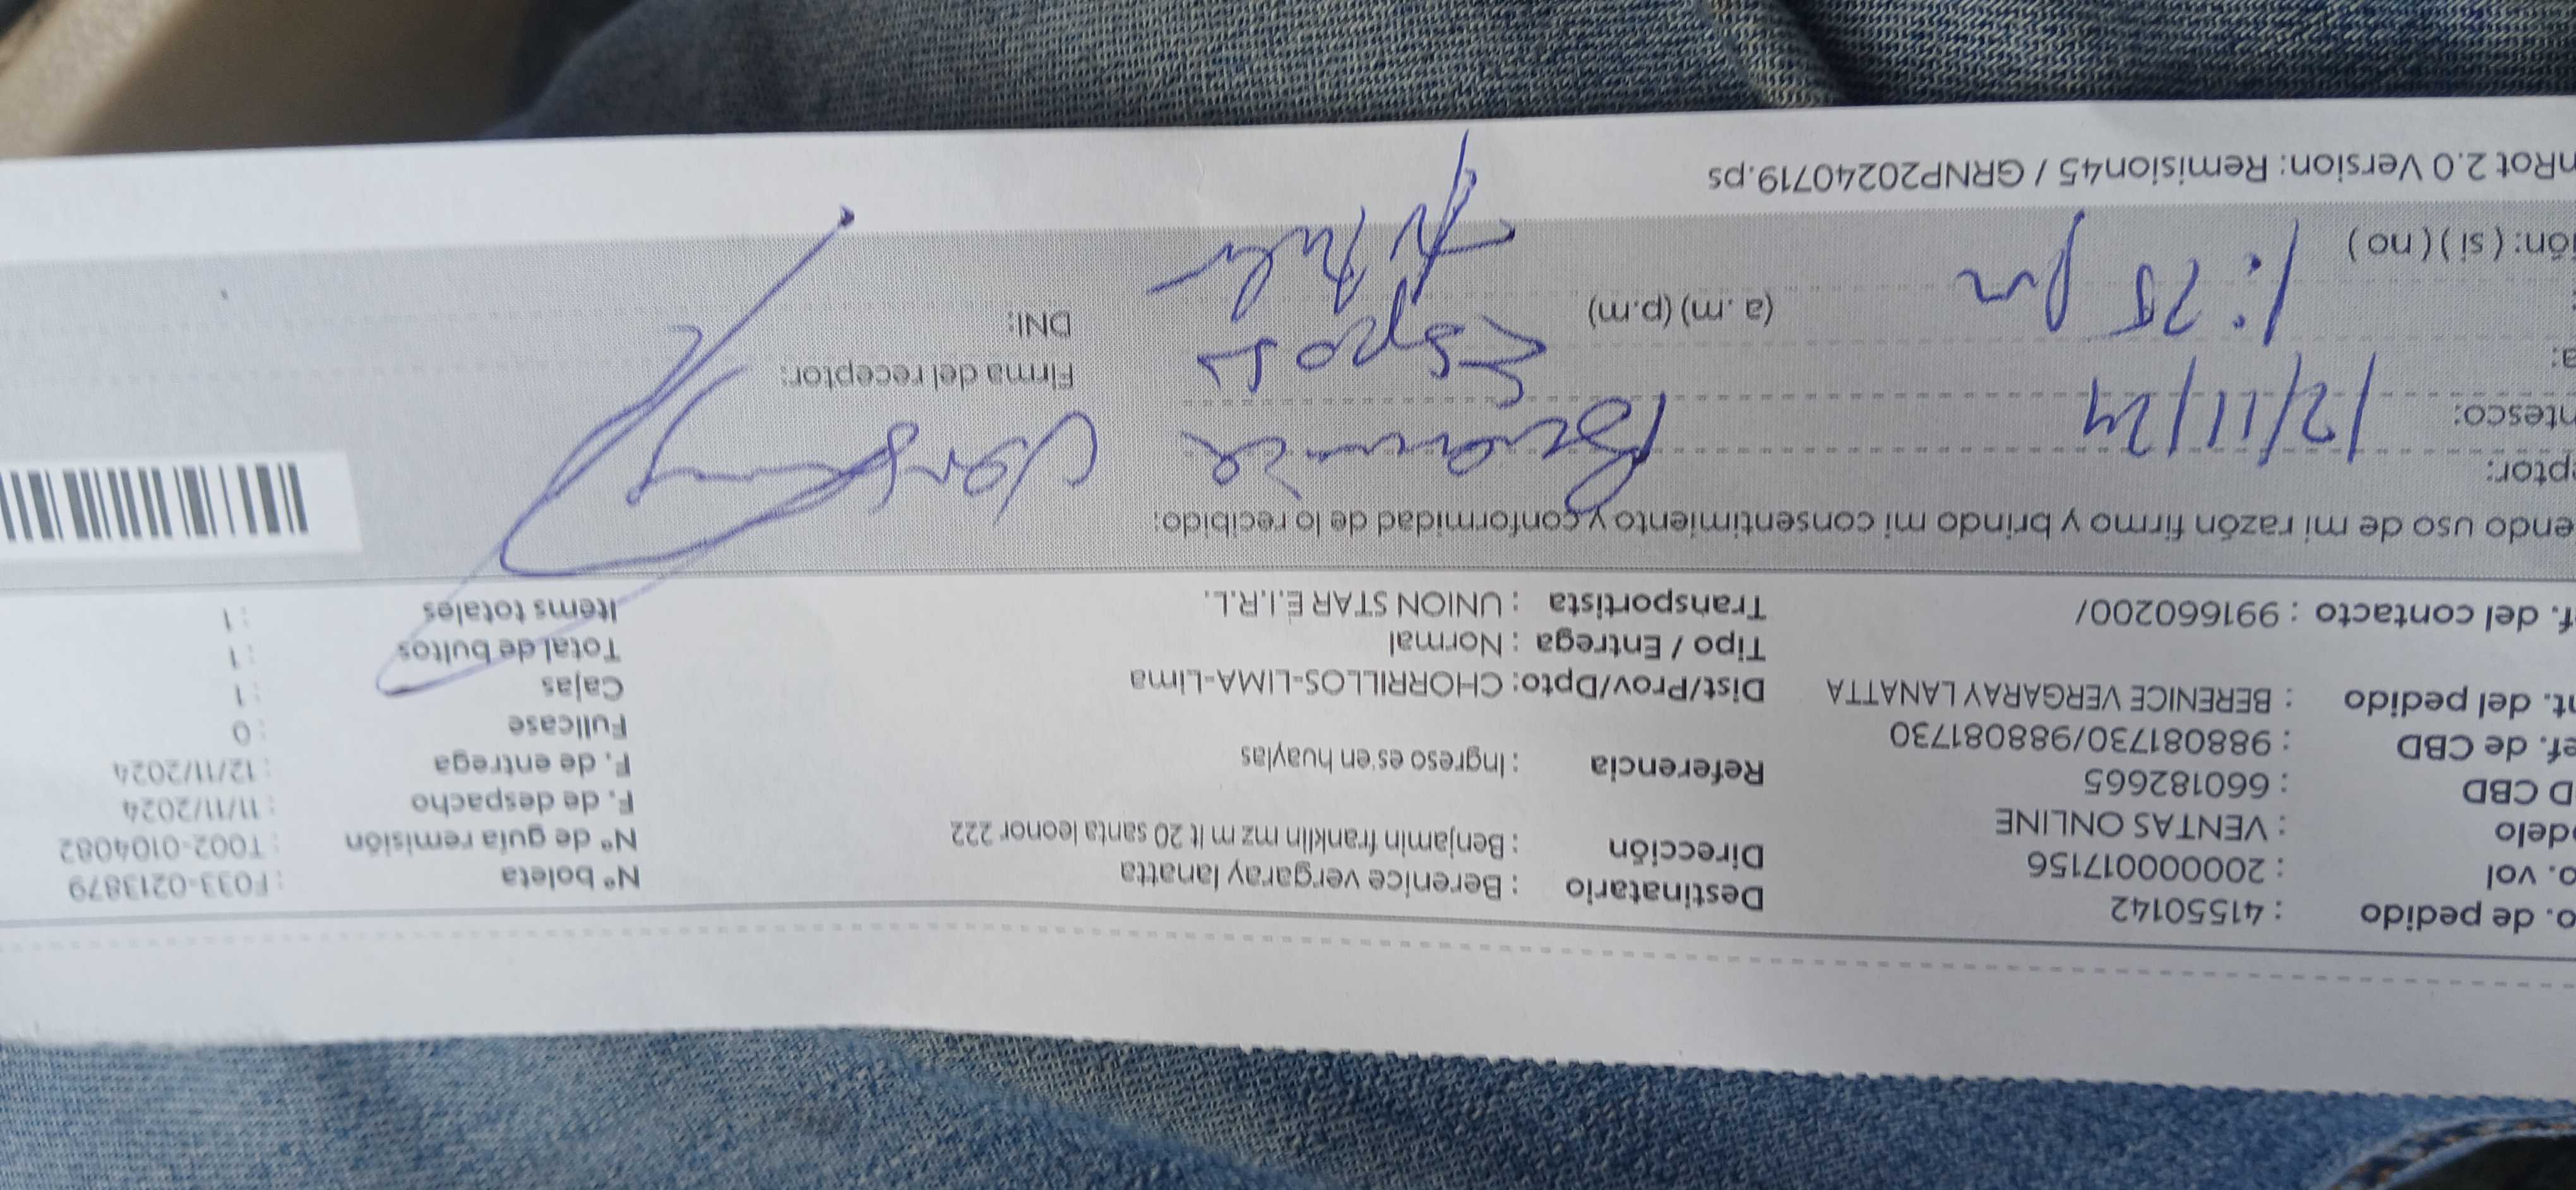 o. de pedido : 41550142
o. vol : 20000017156
delo : VENTAS ONLINE
D CBD : 660182665
ef. de CBD : 988081730/988081730
nt. del pedido : BERENICE VERGARAY LANATTA
f. del contacto : 991660200/
Destinatario : Berenice vergaray lanatta
Dirección : Benjamin franklin mz m lt 20 santa leonor 222
Referencia : Ingreso es en huaylas
Dist/Prov/Dpto: CHORRILLOS-LIMA-Lima
Tipo / Entrega : Normal
Transportista : UNION STAR E.I.R.L.
Nº boleta : F033-0213879
Nº de guía remisión : T002-0104082
F. de despacho : 11/11/2024
F. de entrega : 12/11/2024
Fullcase : 0
Cajas : 1
Total de bultos : 1
Items totales : 1
endo uso de mi razón firmo y brindo mi consentimiento y conformidad de lo recibido:
ptor:
ntesco: 12/11/24
a:
(a.m) (p.m)
ión: ( si ) ( no )
Firma del receptor:
DNI:
nRot 2.0 Version: Remision45 / GRNP20240719.ps